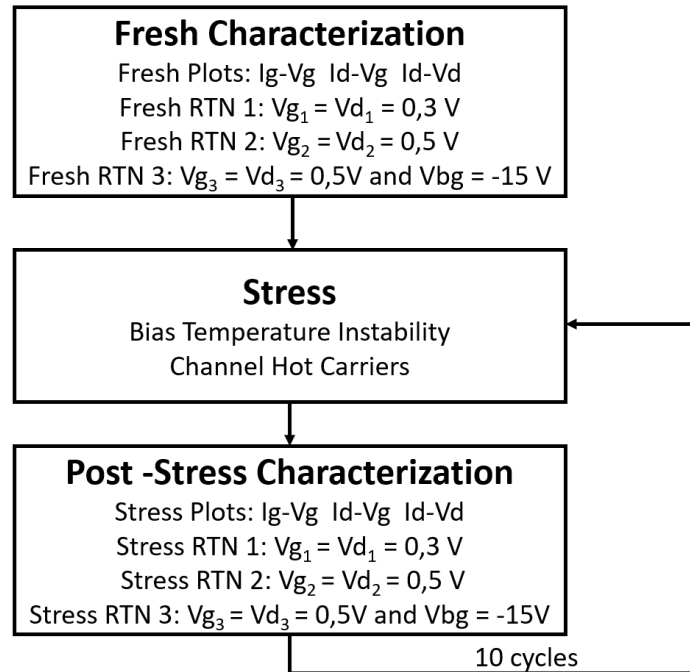 Fresh Characterization
Fresh Plots: Ig-Vg Id-Vg Id-Vd
Fresh RTN 1: Vg₁ = Vd₁ = 0,3 V
Fresh RTN 2: Vg₂ = Vd₂ = 0,5 V
Fresh RTN 3: Vg₃ = Vd₃ = 0,5V and Vbg = -15 V
Stress
Bias Temperature Instability
Channel Hot Carriers
Post -Stress Characterization
Stress Plots: Ig-Vg Id-Vg Id-Vd
Stress RTN 1: Vg₁ = Vd₁ = 0,3 V
Stress RTN 2: Vg₂ = Vd₂ = 0,5 V
Stress RTN 3: Vg₃ = Vd₃ = 0,5V and Vbg = -15V
10 cycles